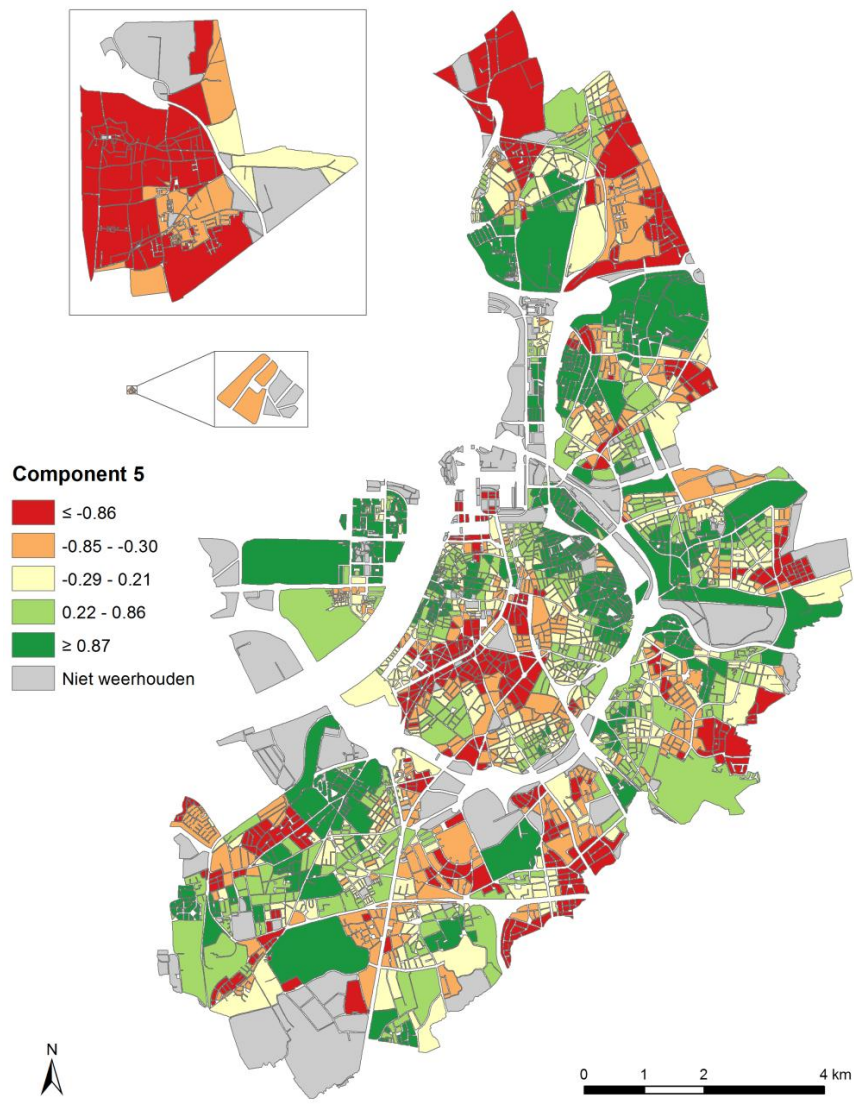 Component 5
≤ -0.86
-0.85 - -0.30
-0.29 - 0.21
0.22 - 0.86
≥ 0.87
Niet weerhouden
N
0 1 2 4 km